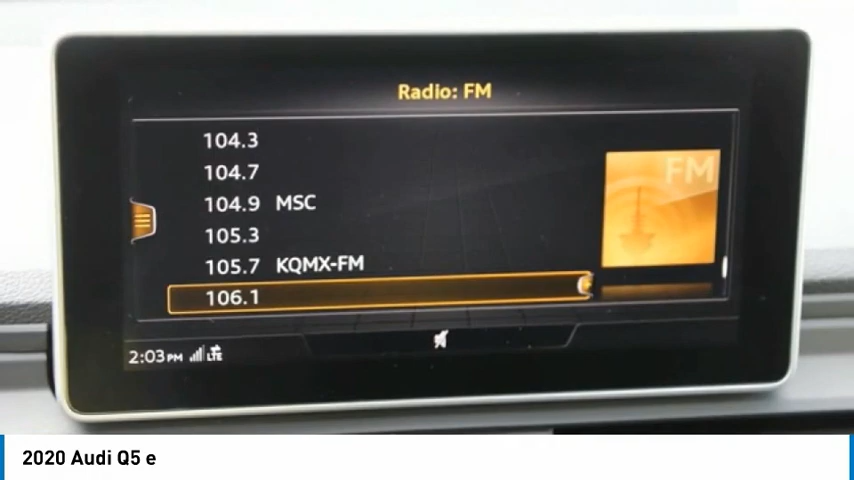 Radio: FM
104.3
104.7
104.9 MSC
105.3
105.7 KQMX-FM
106.1
FM
2:03PM LTE
2020 Audi Q5 e